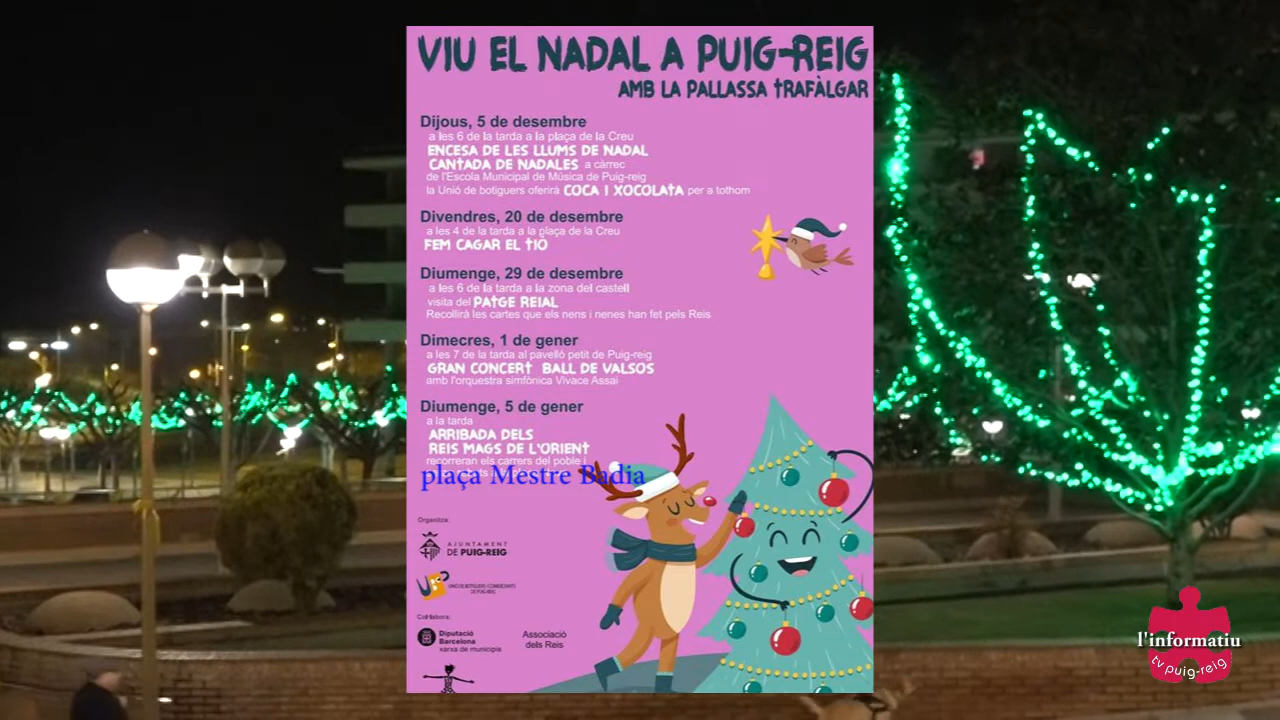 VIU EL NADAL A PUIG-REIG
AMB LA PALLASSA TRAFÀLGAR
Dijous, 5 de desembre
a les 6 de la tarda a la plaça de la Creu
ENCESA DE LES LLUMS DE NADAL
CANTADA DE NADALES a càrrec
de l'Escola Municipal de Música de Puig-reig
la Unió de botiguers oferirà COCA I XOCOLATA per a tothom
Divendres, 20 de desembre
a les 4 de la tarda a la plaça de la Creu
FEM CAGAR EL TIÓ
Diumenge, 29 de desembre
a les 6 de la tarda a la zona del castell
visita del PATGE REIAL
Recollirà les cartes que els nens i nenes han fet pels Reis
Dimecres, 1 de gener
a les 7 de la tarda al pavelló petit de Puig-reig
GRAN CONCERT BALL DE VALSOS
amb l'orquestra simfònica Vivace Assai
Diumenge, 5 de gener
a la tarda
ARRIBADA DELS
REIS MAGS DE L'ORIENT
recorreran els carrers del poble i
plaça Mestre Badia
Organitza:
AJUNTAMENT
DE PUIG-REIG
Col·labora:
Diputació
Barcelona
xarxa de municipis
Associació
dels Reis
l'informatiu
tv puig-reig